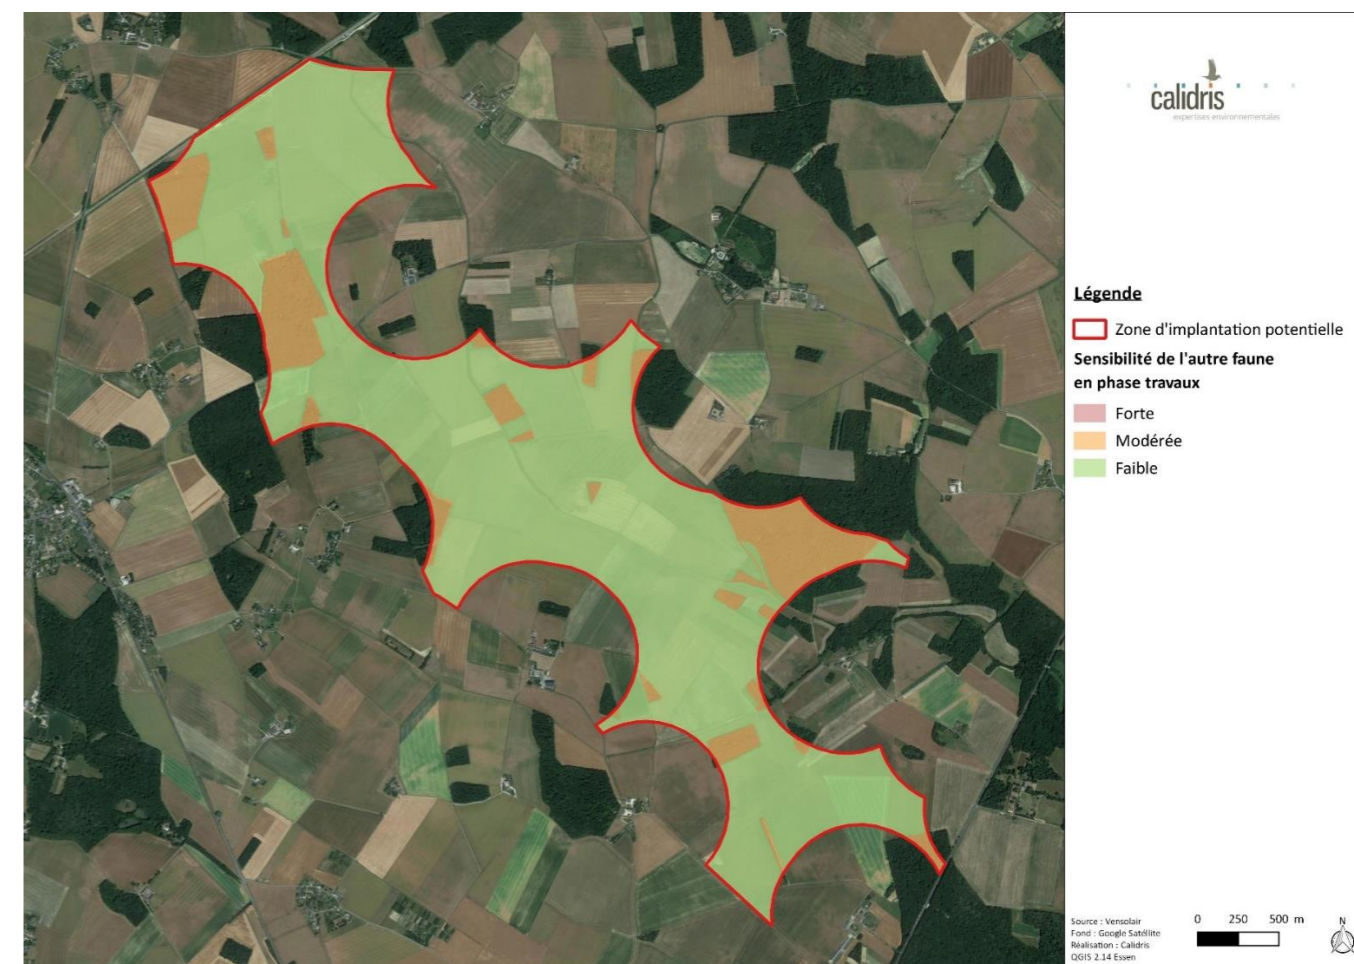 calidris
expertises environnementales
Légende
Zone d'implantation potentielle
Sensibilité de l'autre faune
en phase travaux
Forte
Modérée
Faible
Source : Vensolair
Fond : Google Satéllite
Réalisation : Calidris
QGIS 2.14 Essen
0 250 500 m
N